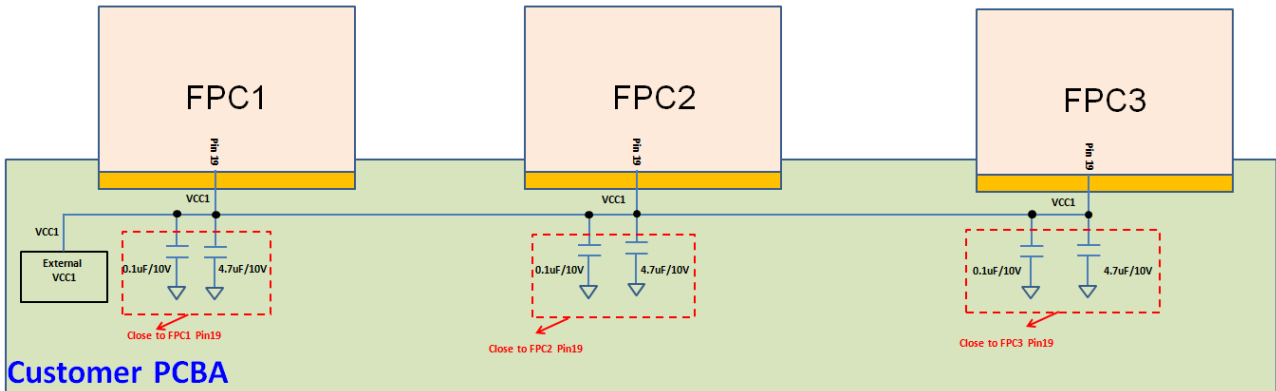 FPC1
FPC2
FPC3
Pin 19
Pin 19
Pin 19
VCC1
VCC1
VCC1
VCC1
External
VCC1
0.1uF/10V
4.7uF/10V
0.1uF/10V
4.7uF/10V
0.1uF/10V
4.7uF/10V
Close to FPC1 Pin19
Close to FPC2 Pin19
Close to FPC3 Pin19
Customer PCBA